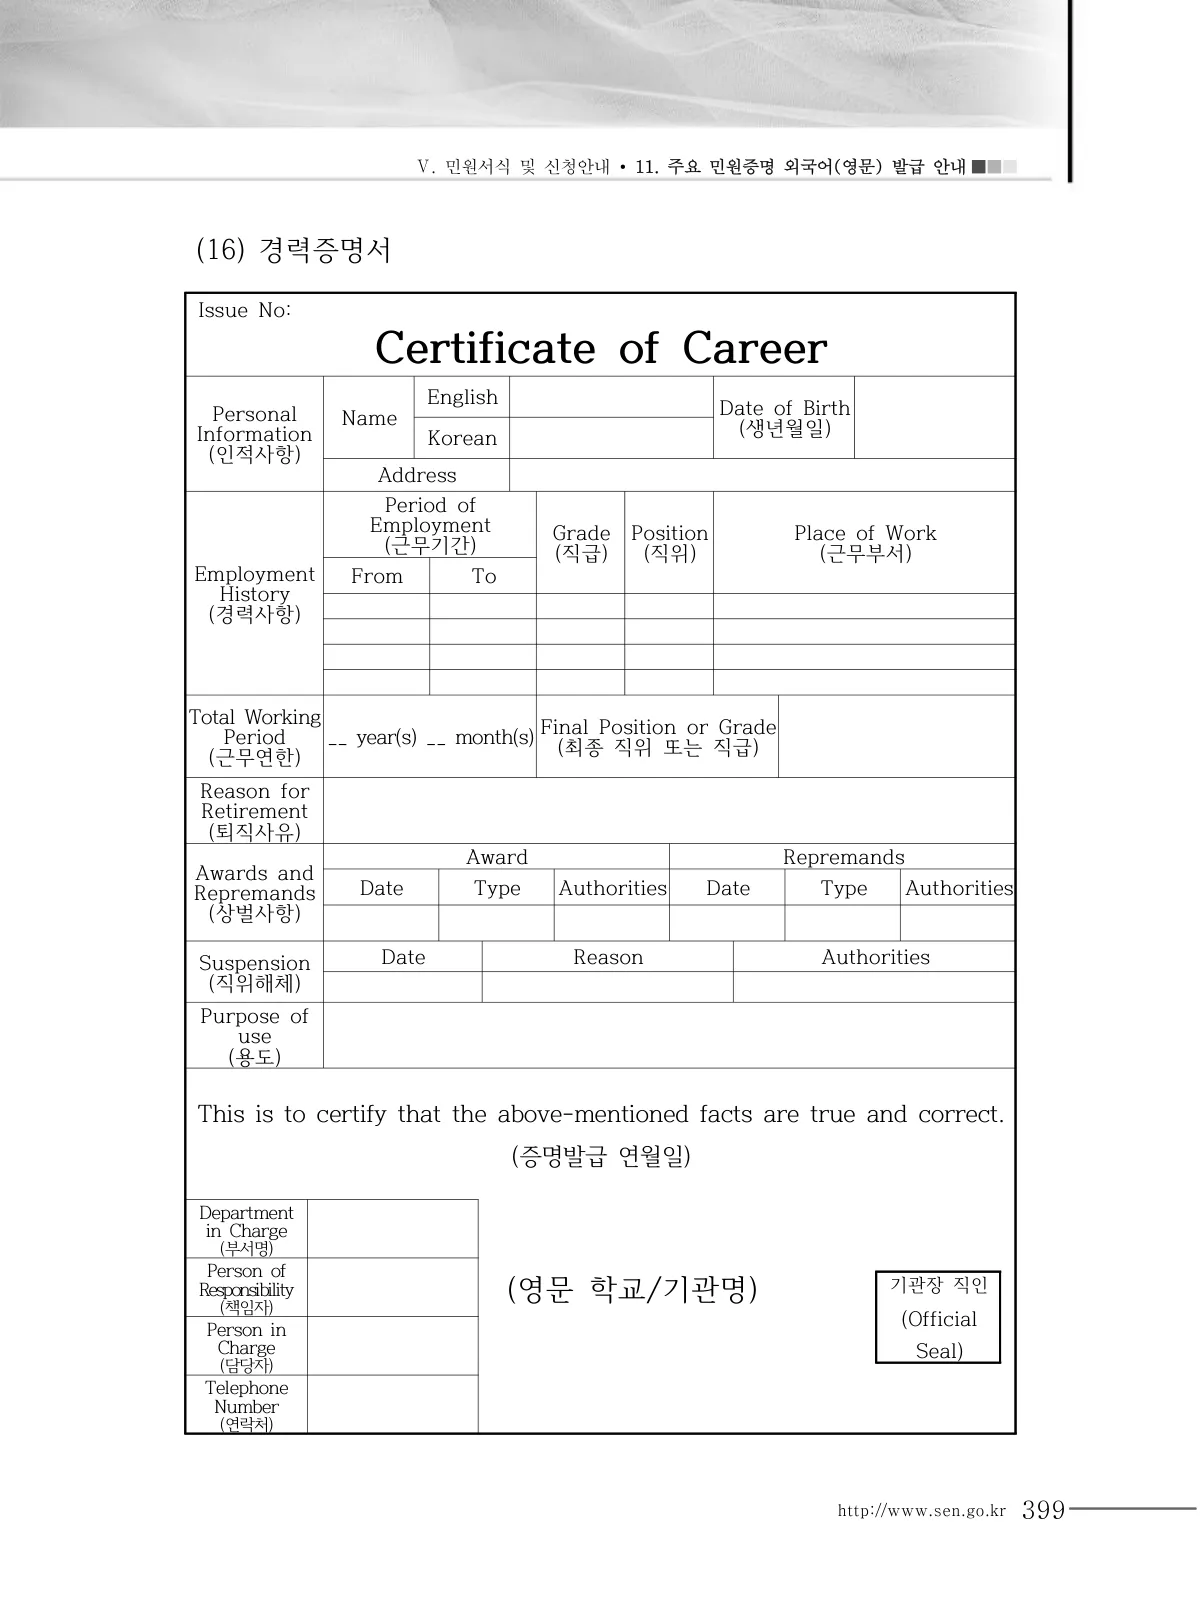 V. 민원서식 및 신청안내 • 11. 주요 민원증명 외국어(영문) 발급 안내
(16) 경력증명서
Issue No:
Certificate of Career
Personal
Information
(인적사항)
Name
English
Korean
Date of Birth
(생년월일)
Address
Employment
History
(경력사항)
Period of
Employment
(근무기간)
From
To
Grade
(직급)
Position
(직위)
Place of Work
(근무부서)
Total Working
Period
(근무연한)
__ year(s) __ month(s)
Final Position or Grade
(최종 직위 또는 직급)
Reason for
Retirement
(퇴직사유)
Awards and
Repremands
(상벌사항)
Award
Repremands
Date
Type
Authorities
Date
Type
Authorities
Suspension
(직위해체)
Date
Reason
Authorities
Purpose of
use
(용도)
This is to certify that the above-mentioned facts are true and correct.
(증명발급 연월일)
Department
in Charge
(부서명)
Person of
Responsibility
(책임자)
Person in
Charge
(담당자)
Telephone
Number
(연락처)
(영문 학교/기관명)
기관장 직인
(Official
Seal)
http://www.sen.go.kr 399